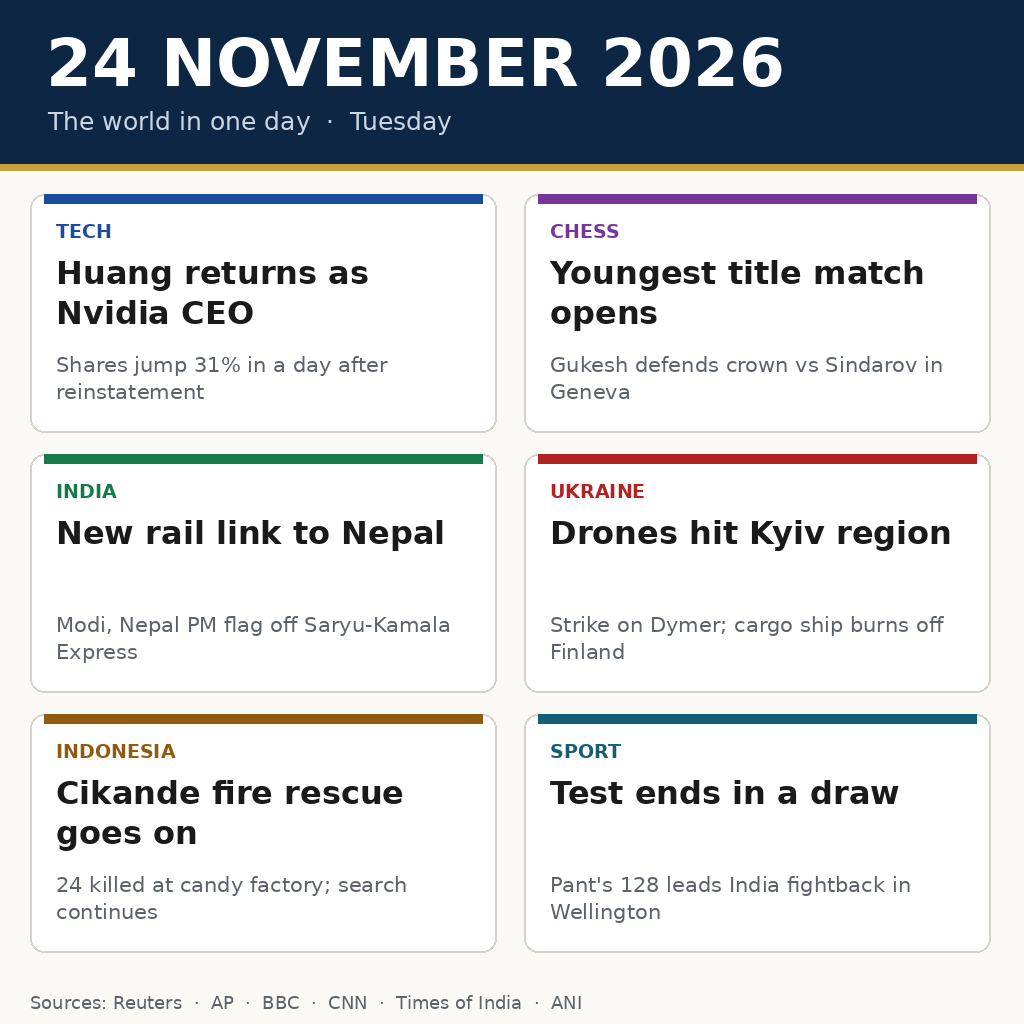 24 NOVEMBER 2026
The world in one day · Tuesday
TECH
Huang returns as
Nvidia CEO
Shares jump 31% in a day after
reinstatement
CHESS
Youngest title match
opens
Gukesh defends crown vs Sindarov in
Geneva
INDIA
New rail link to Nepal
Modi, Nepal PM flag off Saryu-Kamala
Express
UKRAINE
Drones hit Kyiv region
Strike on Dymer; cargo ship burns off
Finland
INDONESIA
Cikande fire rescue
goes on
24 killed at candy factory; search
continues
SPORT
Test ends in a draw
Pant's 128 leads India fightback in
Wellington
Sources: Reuters · AP · BBC · CNN · Times of India · ANI